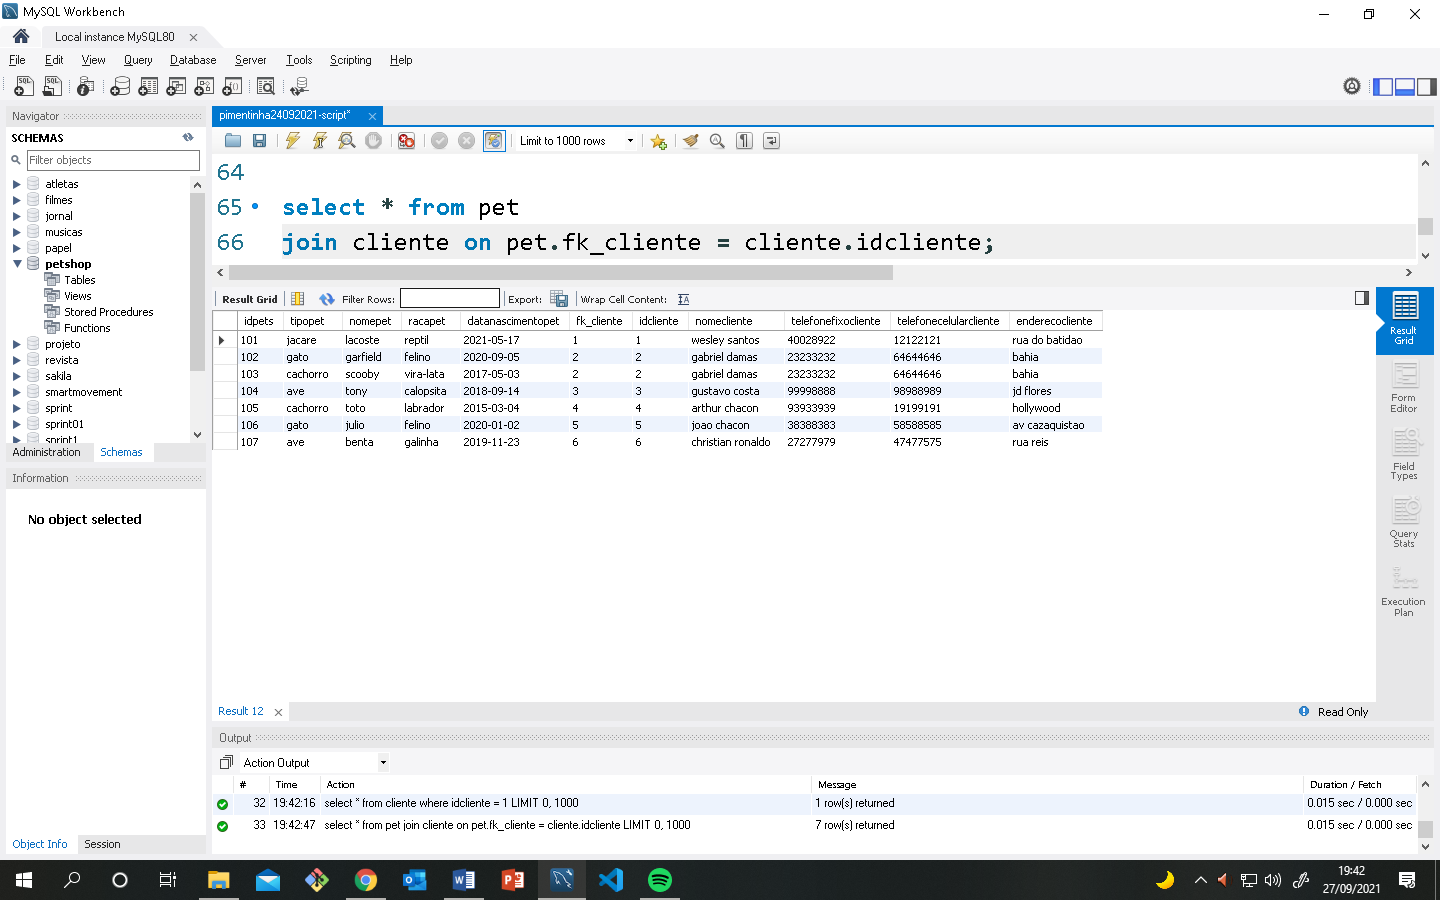 MySQL Workbench
Local instance MySQL80
File Edit View Query Database Server Tools Scripting Help
Navigator
SCHEMAS
Filter objects
atletas
filmes
jornal
musicas
papel
petshop
Tables
Views
Stored Procedures
Functions
projeto
revista
sakila
smartmovement
sprint
sprint01
sprint1
Administration Schemas
Information
No object selected
Object Info Session
pimentinha24092021-script*
Limit to 1000 rows
64
65 select * from pet
66 join cliente on pet.fk_cliente = cliente.idcliente;
Result Grid Filter Rows: Export: Wrap Cell Content:
idpets tipopet nomepet racapet datanascimentopet fk_cliente idcliente nomecliente telefonefixocliente telefonecelularcliente enderecocliente
101 jacare lacoste reptil 2021-05-17 1 1 wesley santos 40028922 12122121 rua do batidao
102 gato garfield felino 2020-09-05 2 2 gabriel damas 23233232 64644646 bahia
103 cachorro scooby vira-lata 2017-05-03 2 2 gabriel damas 23233232 64644646 bahia
104 ave tony calopsita 2018-09-14 3 3 gustavo costa 99998888 98988989 jd flores
105 cachorro toto labrador 2015-03-04 4 4 arthur chacon 93933939 19199191 hollywood
106 gato julio felino 2020-01-02 5 5 joao chacon 38388383 58588585 av cazaquistao
107 ave benta galinha 2019-11-23 6 6 christian ronaldo 27277979 47477575 rua reis
Result Grid
Form Editor
Field Types
Query Stats
Execution Plan
Result 12
Read Only
Output
Action Output
# Time Action Message Duration / Fetch
32 19:42:16 select * from cliente where idcliente = 1 LIMIT 0, 1000 1 row(s) returned 0.015 sec / 0.000 sec
33 19:42:47 select * from pet join cliente on pet.fk_cliente = cliente.idcliente LIMIT 0, 1000 7 row(s) returned 0.015 sec / 0.000 sec
19:42
27/09/2021